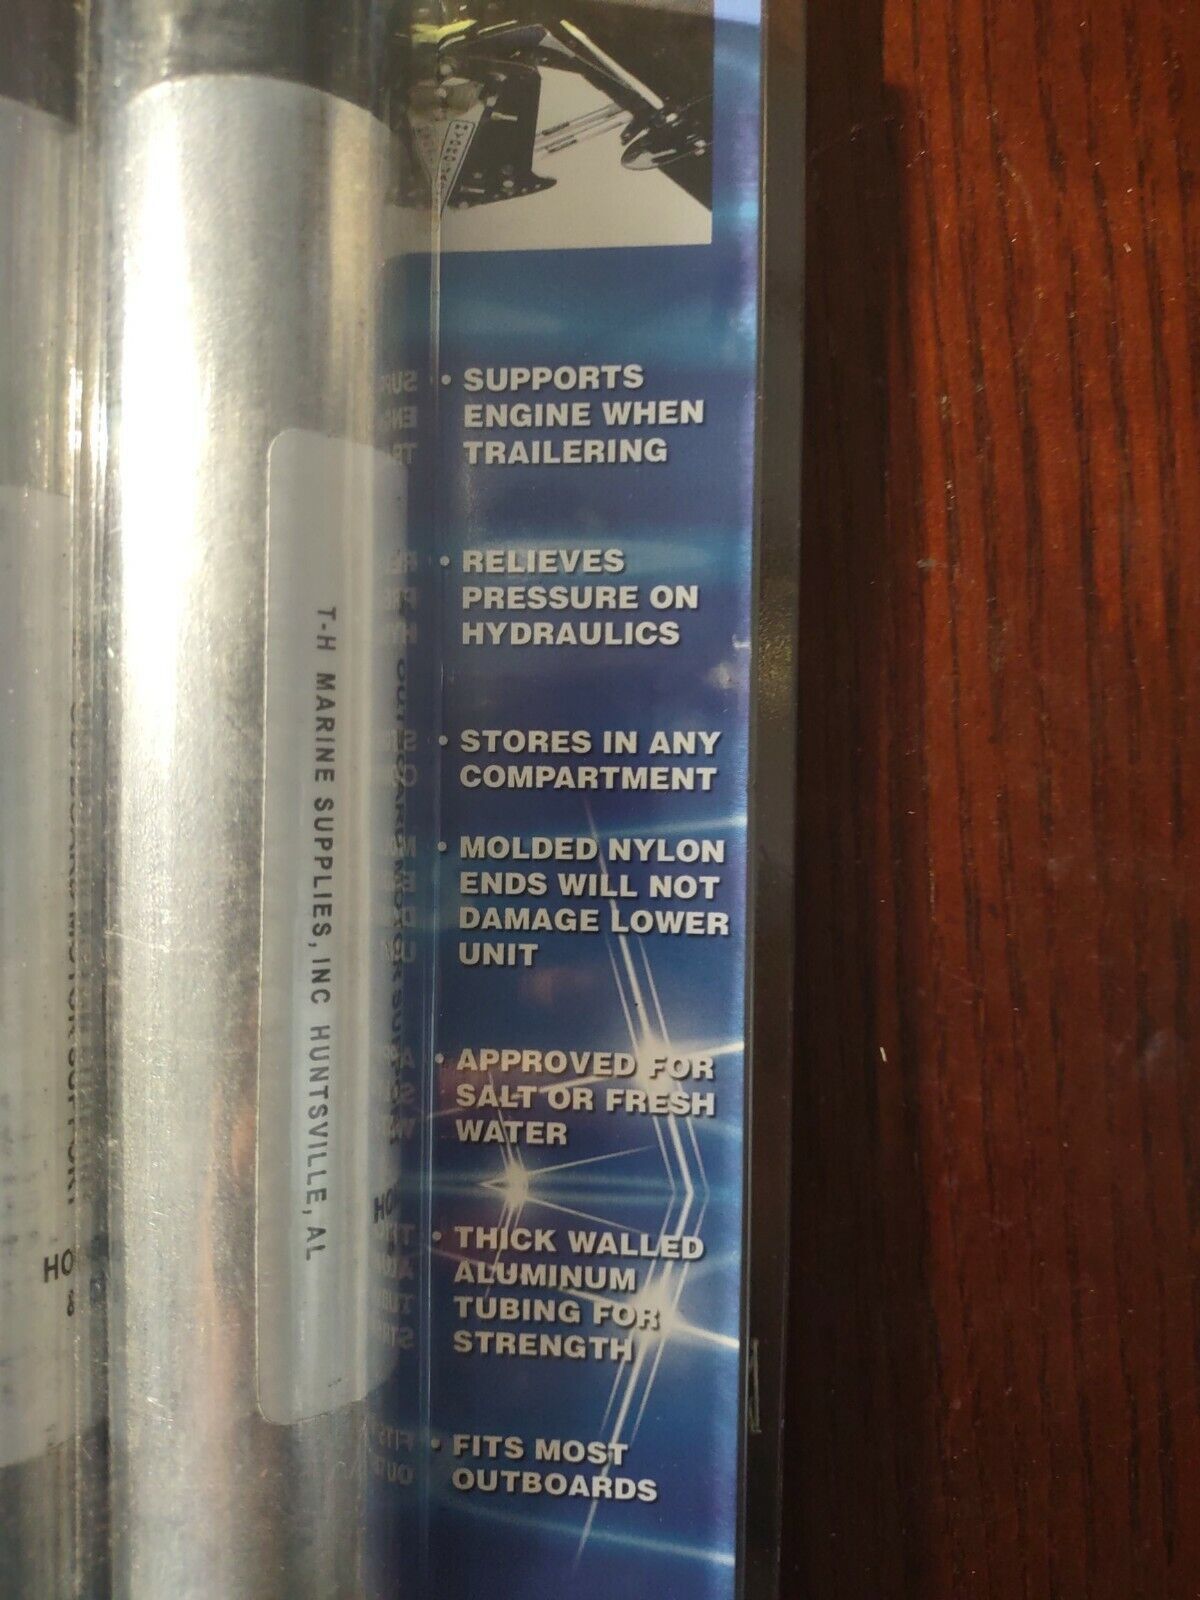 • SUPPORTS
ENGINE WHEN
TRAILERING
• RELIEVES
PRESSURE ON
HYDRAULICS
• STORES IN ANY
COMPARTMENT
• MOLDED NYLON
ENDS WILL NOT
DAMAGE LOWER
UNIT
• APPROVED FOR
SALT OR FRESH
WATER
• THICK WALLED
ALUMINUM
TUBING FOR
STRENGTH
• FITS MOST
OUTBOARDS
T-H MARINE SUPPLIES, INC HUNTSVILLE, AL
HO